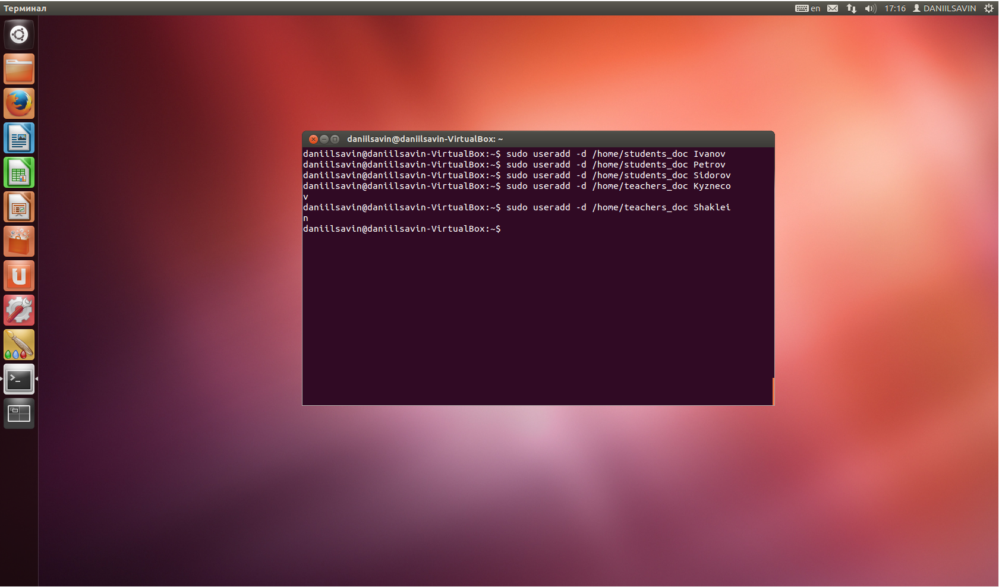 Терминал
en
17:16
DANIILSAVIN
daniilsavin@daniilsavin-VirtualBox: ~
daniilsavin@daniilsavin-VirtualBox:~$ sudo useradd -d /home/students_doc Ivanov
daniilsavin@daniilsavin-VirtualBox:~$ sudo useradd -d /home/students_doc Petrov
daniilsavin@daniilsavin-VirtualBox:~$ sudo useradd -d /home/students_doc Sidorov
daniilsavin@daniilsavin-VirtualBox:~$ sudo useradd -d /home/teachers_doc Kyzneco
v
daniilsavin@daniilsavin-VirtualBox:~$ sudo useradd -d /home/teachers_doc Shaklei
n
daniilsavin@daniilsavin-VirtualBox:~$